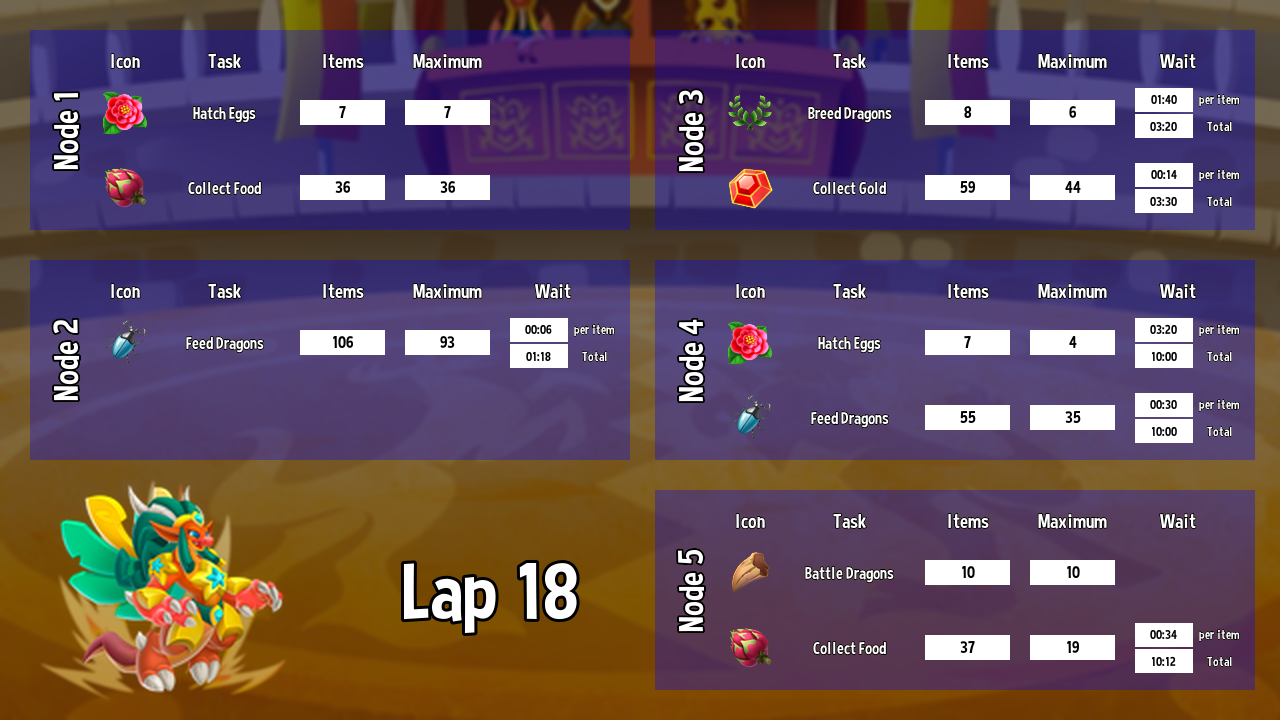 Node 1
Icon Task Items Maximum
Hatch Eggs 7 7
Collect Food 36 36
Node 2
Icon Task Items Maximum Wait
Feed Dragons 106 93 00:06 per item
01:18 Total
Node 3
Icon Task Items Maximum Wait
Breed Dragons 8 6 01:40 per item
03:20 Total
Collect Gold 59 44 00:14 per item
03:30 Total
Node 4
Icon Task Items Maximum Wait
Hatch Eggs 7 4 03:20 per item
10:00 Total
Feed Dragons 55 35 00:30 per item
10:00 Total
Node 5
Icon Task Items Maximum Wait
Battle Dragons 10 10
Collect Food 37 19 00:34 per item
10:12 Total
Lap 18